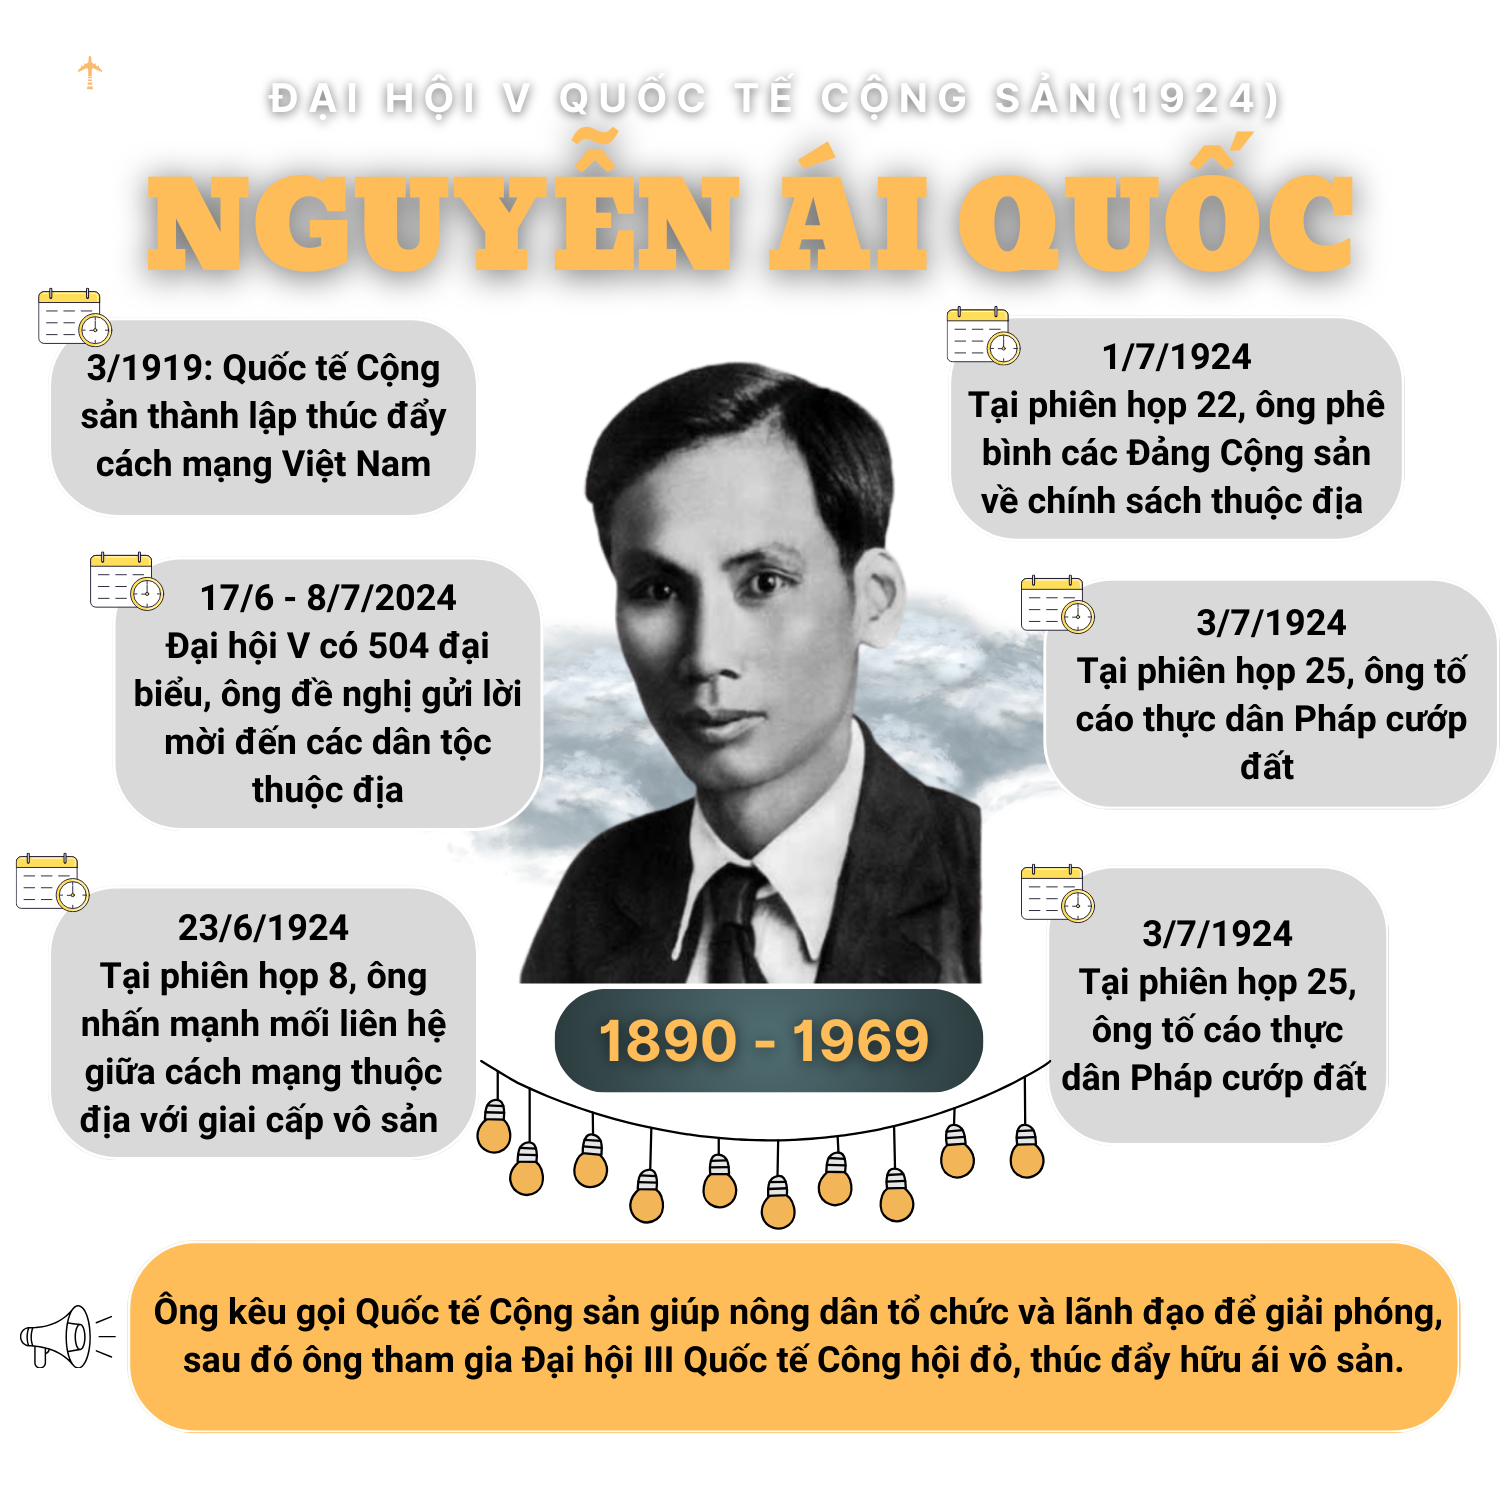 ĐẠI HỘI V QUỐC TẾ CỘNG SẢN(1924)
NGUYỄN ÁI QUỐC
3/1919: Quốc tế Cộng
sản thành lập thúc đẩy
cách mạng Việt Nam
17/6 - 8/7/2024
Đại hội V có 504 đại
biểu, ông đề nghị gửi lời
mời đến các dân tộc
thuộc địa
23/6/1924
Tại phiên họp 8, ông
nhấn mạnh mối liên hệ
giữa cách mạng thuộc
địa với giai cấp vô sản
1/7/1924
Tại phiên họp 22, ông phê
bình các Đảng Cộng sản
về chính sách thuộc địa
3/7/1924
Tại phiên họp 25, ông tố
cáo thực dân Pháp cướp
đất
3/7/1924
Tại phiên họp 25,
ông tố cáo thực
dân Pháp cướp đất
1890 - 1969
Ông kêu gọi Quốc tế Cộng sản giúp nông dân tổ chức và lãnh đạo để giải phóng,
sau đó ông tham gia Đại hội III Quốc tế Công hội đỏ, thúc đẩy hữu ái vô sản.